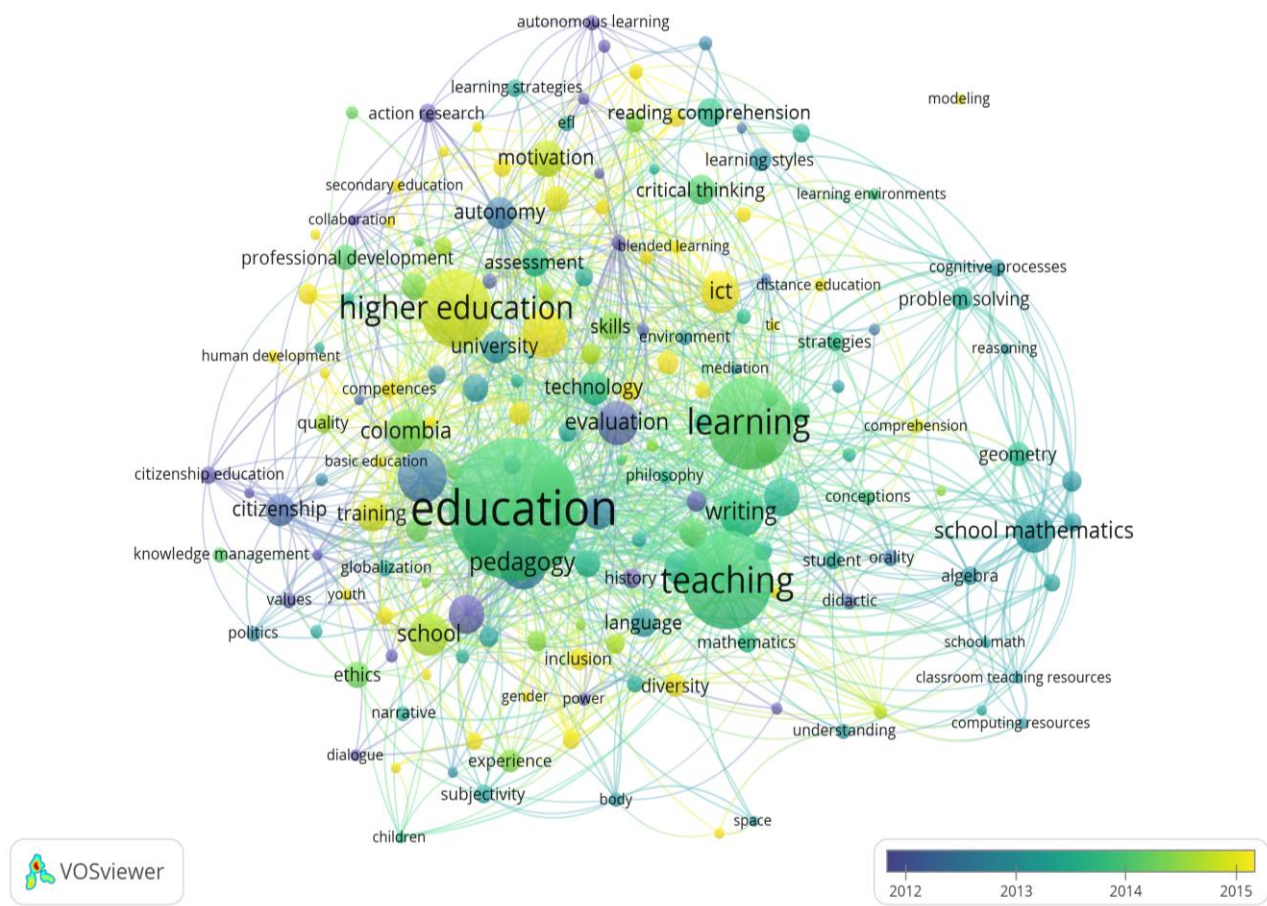 autonomous learning
learning strategies
modeling
action research
efl
reading comprehension
motivation
learning styles
secondary education
critical thinking
learning environments
collaboration
autonomy
blended learning
professional development
assessment
cognitive processes
distance education
ict
problem solving
higher education
skills
tic
environment
strategies
university
reasoning
human development
mediation
competences
technology
quality
colombia
evaluation
learning
comprehension
basic education
geometry
citizenship education
philosophy
conceptions
citizenship
training
education
writing
school mathematics
knowledge management
globalization
pedagogy
history
teaching
student
orality
algebra
values
youth
didactic
politics
school
language
mathematics
school math
inclusion
ethics
diversity
classroom teaching resources
gender
power
narrative
understanding
computing resources
dialogue
experience
subjectivity
body
space
children
VOSviewer
2012
2013
2014
2015